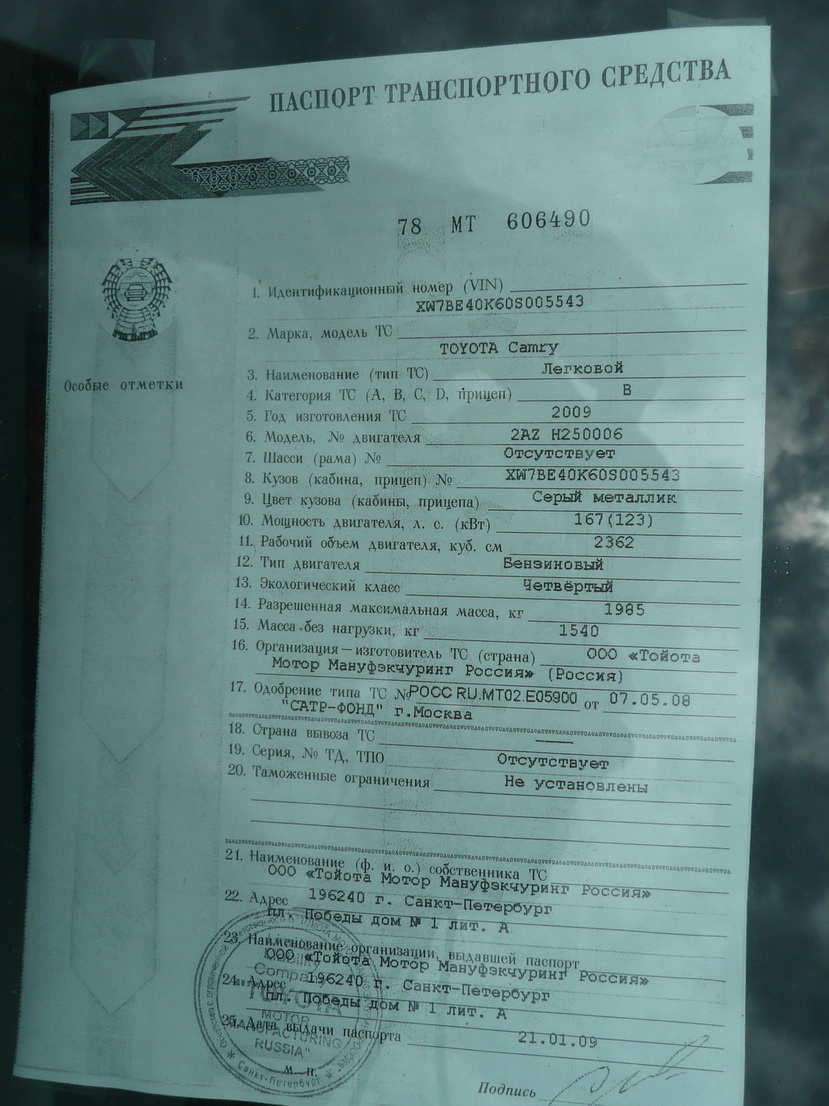 ПАСПОРТ ТРАНСПОРТНОГО СРЕДСТВА
78 МТ 606490
Особые отметки
1. Идентификационный номер (VIN)
XW7BE40K60S005543
2. Марка, модель ТС
TOYOTA Camry
3. Наименование (тип ТС) Легковой
4. Категория ТС (A, B, C, D, прицеп) B
5. Год изготовления ТС 2009
6. Модель, № двигателя 2AZ H250006
7. Шасси (рама) № Отсутствует
8. Кузов (кабина, прицеп) № XW7BE40K60S005543
9. Цвет кузова (кабины, прицепа) Серый металлик
10. Мощность двигателя, л. с. (кВт) 167(123)
11. Рабочий объем двигателя, куб. см 2362
12. Тип двигателя Бензиновый
13. Экологический класс Четвёртый
14. Разрешенная максимальная масса, кг 1985
15. Масса без нагрузки, кг 1540
16. Организация – изготовитель ТС (страна) ООО «Тойота
Мотор Мануфэкчуринг Россия» (Россия)
17. Одобрение типа ТС № РОСС RU.МТ02.Е05900 от 07.05.08
"САТР-ФОНД" г.Москва
18. Страна вывоза ТС
19. Серия, № ТД, ТПО Отсутствует
20. Таможенные ограничения Не установлены
21. Наименование (ф. и. о.) собственника ТС
ООО «Тойота Мотор Мануфэкчуринг Россия»
22. Адрес 196240 г. Санкт-Петербург
пл. Победы дом № 1 лит. А
23. Наименование организации, выдавшей паспорт
ООО «Тойота Мотор Мануфэкчуринг Россия»
24. Адрес 196240 г. Санкт-Петербург
пл. Победы дом № 1 лит. А
25. Дата выдачи паспорта 21.01.09
М. П.
Подпись
TOYOTA
MOTOR
MANUFACTURING
RUSSIA"
Санкт-Петербург